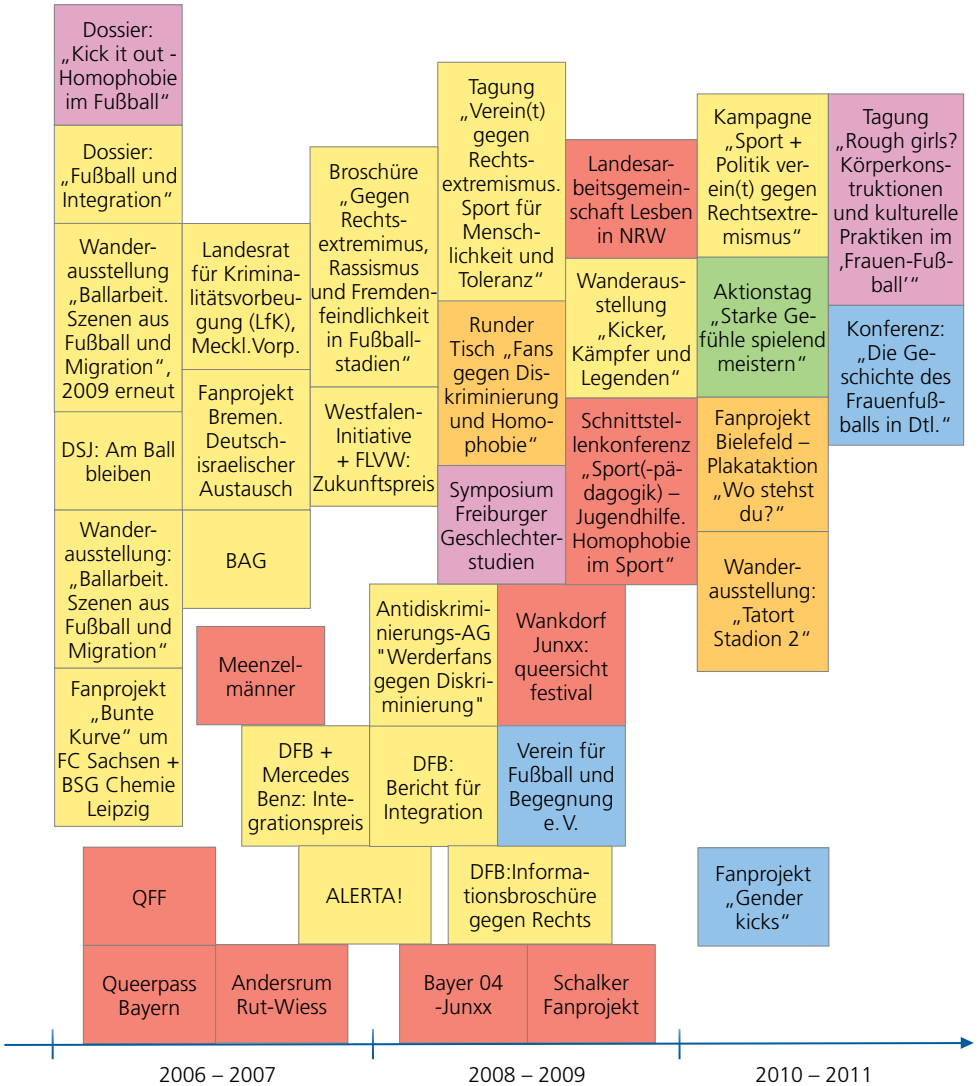 Dossier:
„Kick it out -
Homophobie
im Fußball“
Dossier:
„Fußball und
Integration“
Wander-
ausstellung
„Ballarbeit.
Szenen aus
Fußball und
Migration“,
2009 erneut
DSJ: Am Ball
bleiben
Wander-
ausstellung:
„Ballarbeit.
Szenen aus
Fußball und
Migration“
Fanprojekt
„Bunte
Kurve“ um
FC Sachsen +
BSG Chemie
Leipzig
Landesrat
für Krimina-
litätsvorbeu-
gung (LfK),
Meckl.Vorp.
Fanprojekt
Bremen.
Deutsch-
israelischer
Austausch
BAG
Meenzel-
männer
Broschüre
„Gegen
Rechts-
extremimus,
Rassismus
und Fremden-
feindlichkeit
in Fußball-
stadien“
Westfalen-
Initiative
+ FLVW:
Zukunftspreis
DFB +
Mercedes
Benz: Inte-
grationspreis
Tagung
„Verein(t)
gegen
Rechts-
extremismus.
Sport für
Mensch-
lichkeit und
Toleranz“
Runder
Tisch „Fans
gegen Dis-
kriminierung
und Homo-
phobie“
Symposium
Freiburger
Geschlechter-
studien
Antidiskrimi-
nierungs-AG
"Werderfans
gegen Diskri-
minierung"
DFB:
Bericht für
Integration
Landesar-
beitsgemein-
schaft Lesben
in NRW
Wanderaus-
stellung
„Kicker,
Kämpfer und
Legenden“
Schnittstel-
lenkonferenz
„Sport(-pä-
dagogik) –
Jugendhilfe.
Homophobie
im Sport“
Wankdorf
Junxx:
queersicht
festival
Verein für
Fußball und
Begegnung
e. V.
Kampagne
„Sport +
Politik ver-
ein(t) gegen
Rechtsextre-
mismus“
Aktionstag
„Starke Ge-
fühle spielend
meistern“
Fanprojekt
Bielefeld –
Plakataktion
„Wo stehst
du?“
Wander-
ausstellung:
„Tatort
Stadion 2“
Tagung
„Rough girls?
Körperkon-
struktionen
und kulturelle
Praktiken im
‚Frauen-Fuß-
ball’“
Konferenz:
„Die Ge-
schichte des
Frauenfuß-
balls in Dtl.“
QFF
ALERTA!
DFB:Informa-
tionsbroschüre
gegen Rechts
Fanprojekt
„Gender
kicks“
Queerpass
Bayern
Andersrum
Rut-Wiess
Bayer 04
-Junxx
Schalker
Fanprojekt
2006 – 2007
2008 – 2009
2010 – 2011